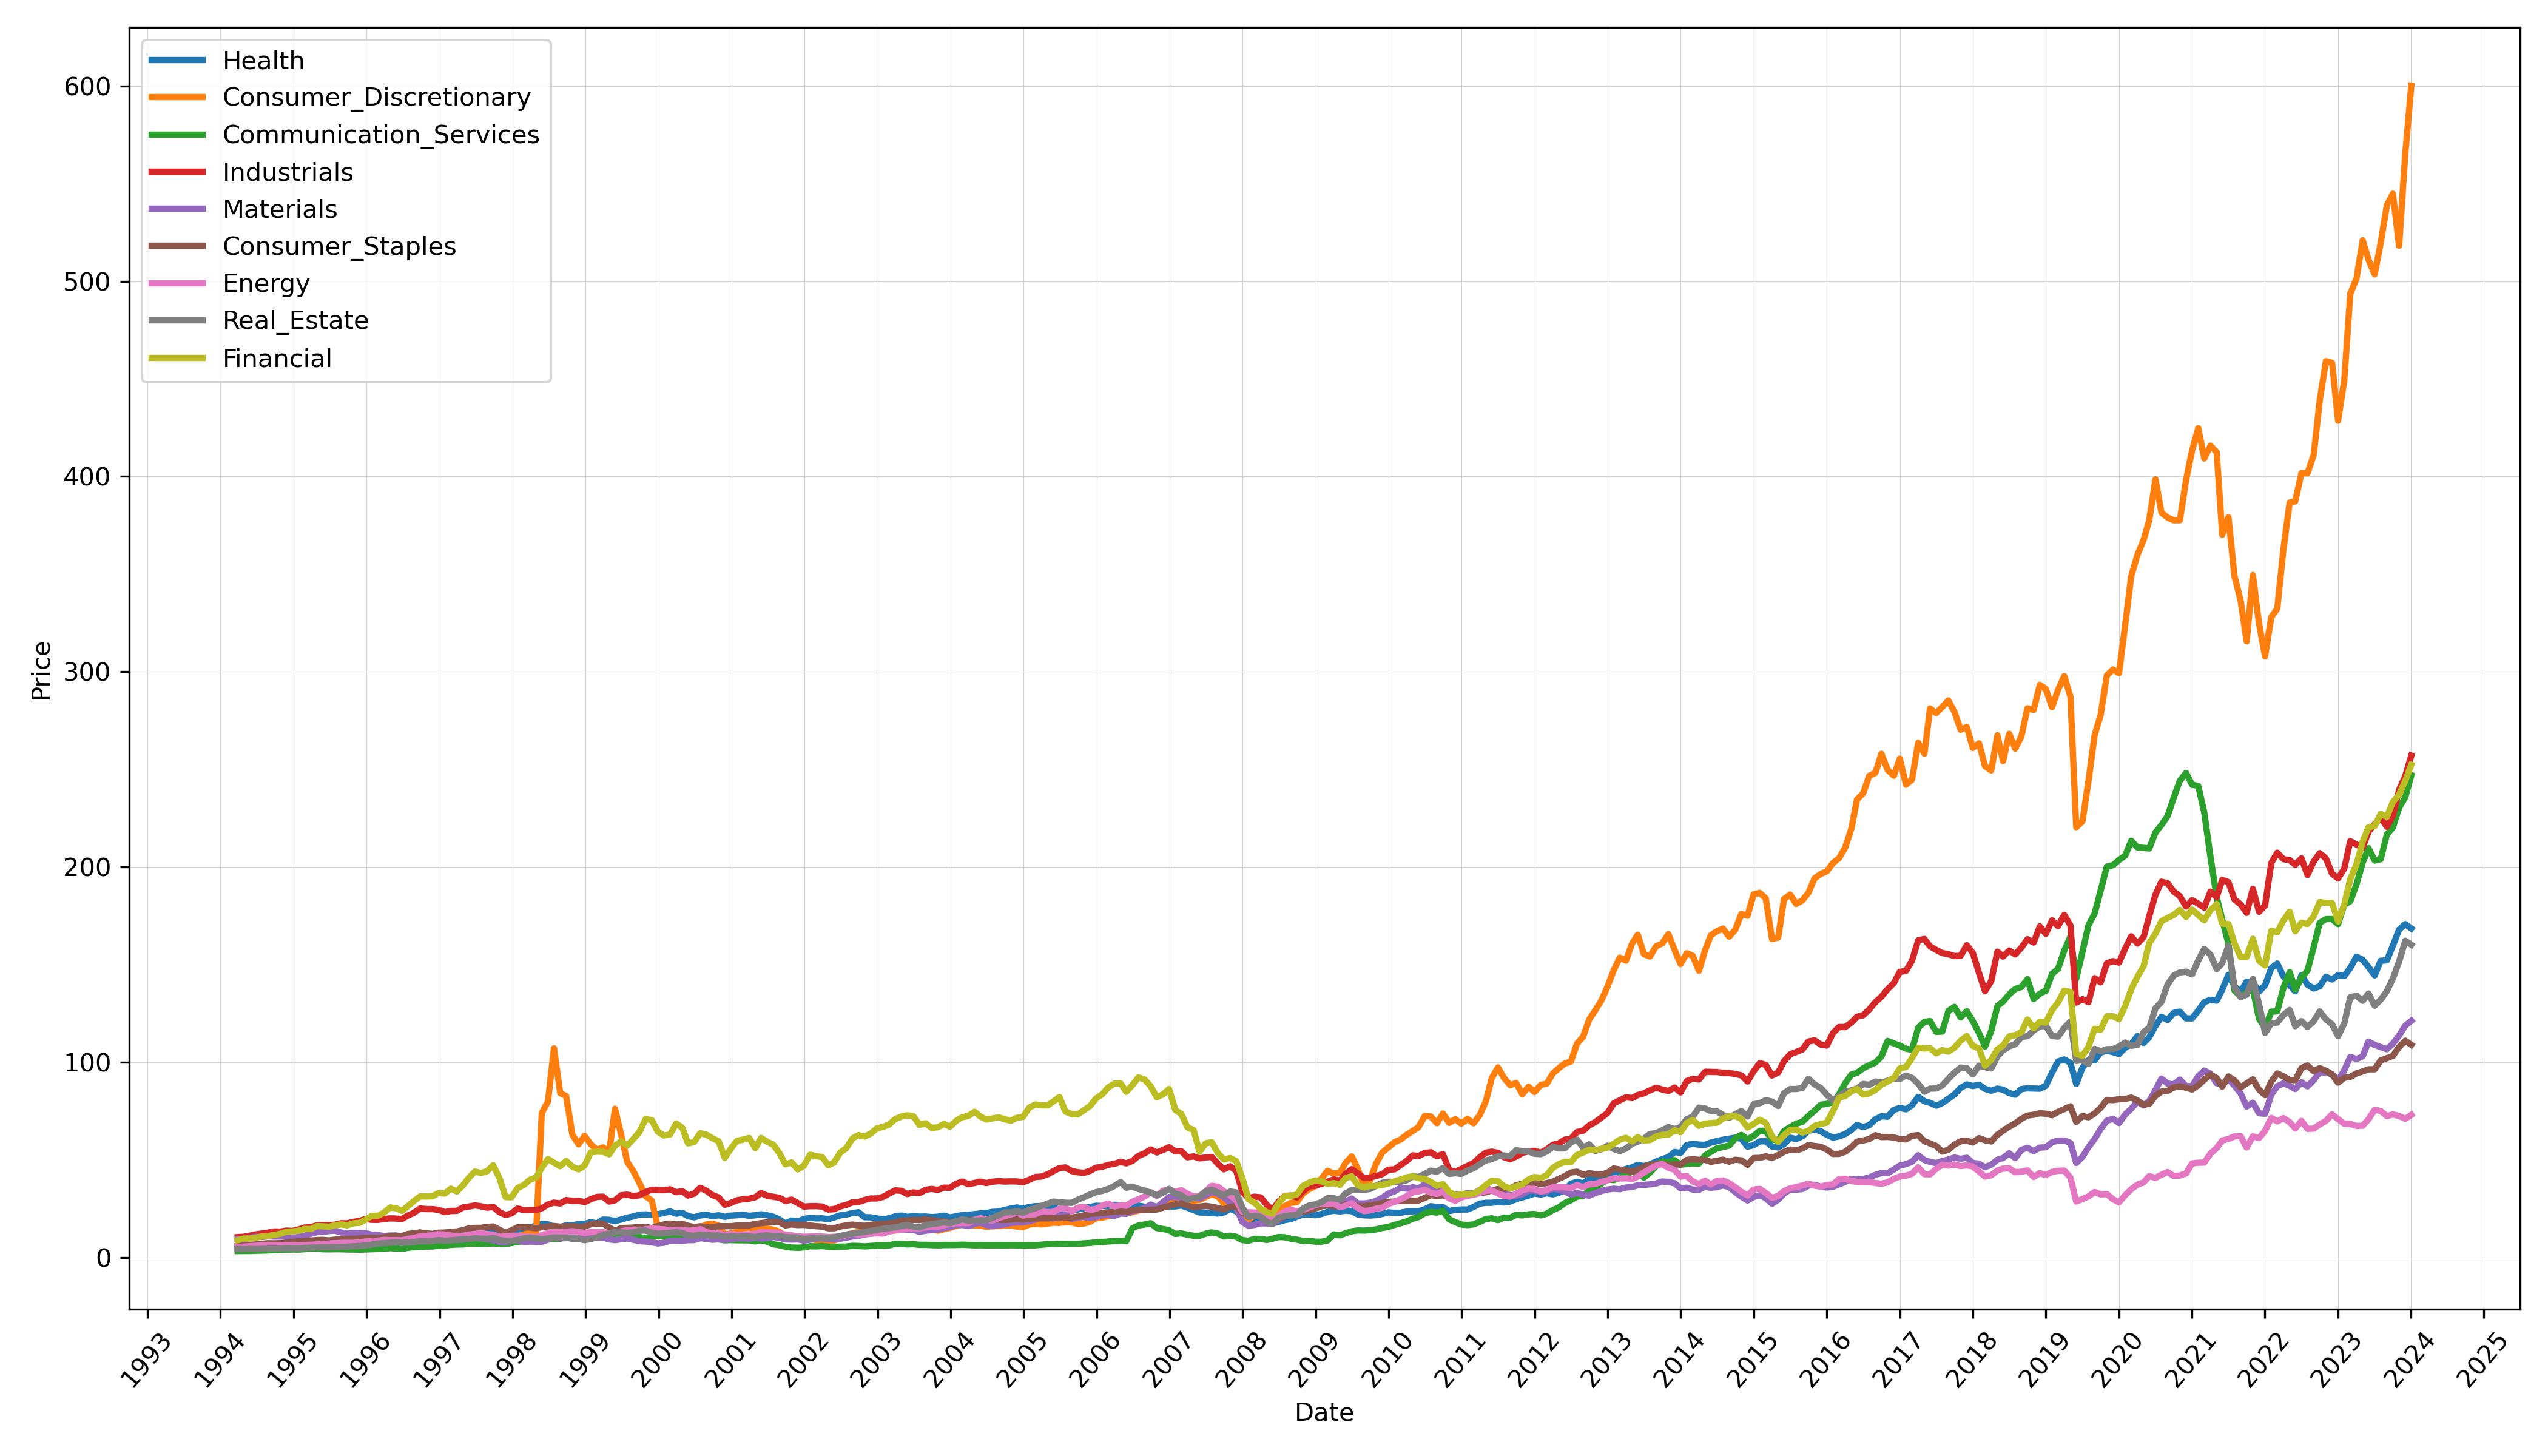 Health
Consumer_Discretionary
Communication_Services
Industrials
Materials
Consumer_Staples
Energy
Real_Estate
Financial
600
500
400
300
200
100
0
Price
1993 1994 1995 1996 1997 1998 1999 2000 2001 2002 2003 2004 2005 2006 2007 2008 2009 2010 2011 2012 2013 2014 2015 2016 2017 2018 2019 2020 2021 2022 2023 2024 2025
Date